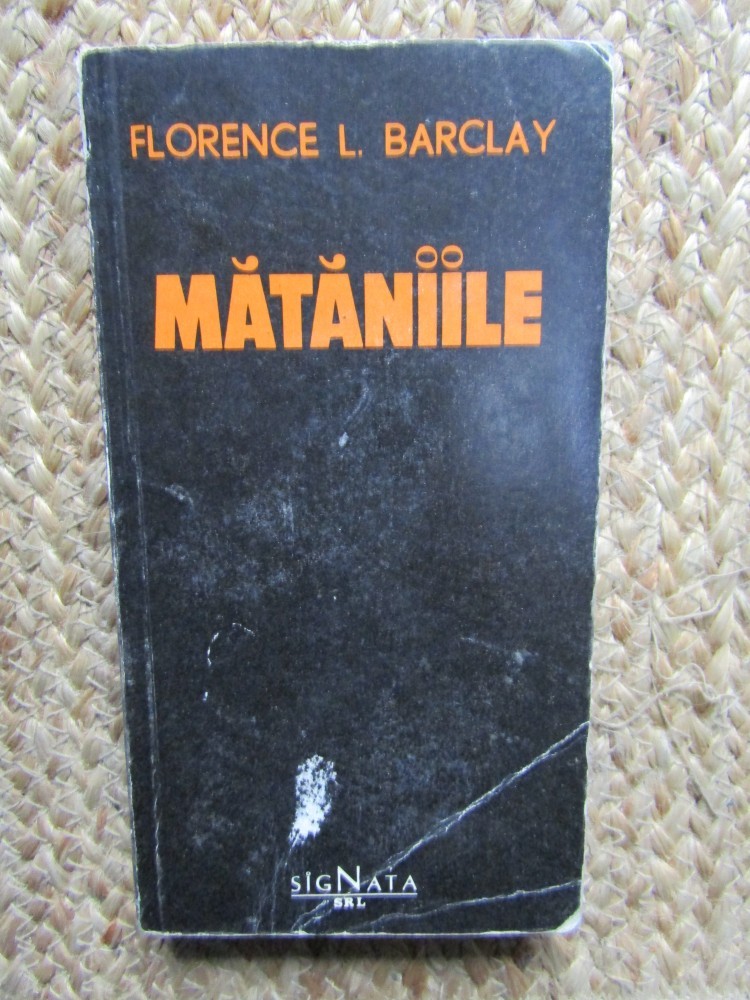 FLORENCE L. BARCLAY
MĂTĂNIILE
SIGNATA
SRL